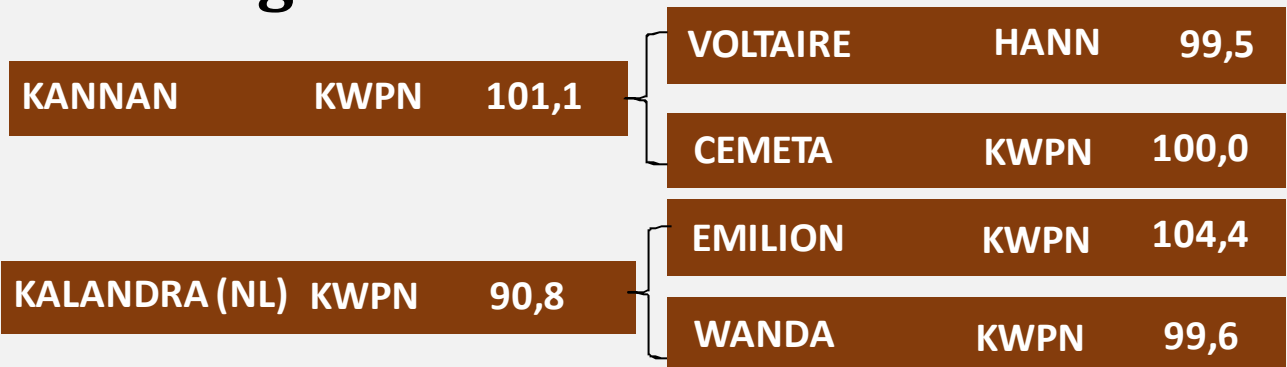 VOLTAIRE HANN 99,5
KANNAN KWPN 101,1
CEMETA KWPN 100,0
EMILION KWPN 104,4
KALANDRA (NL) KWPN 90,8
WANDA KWPN 99,6